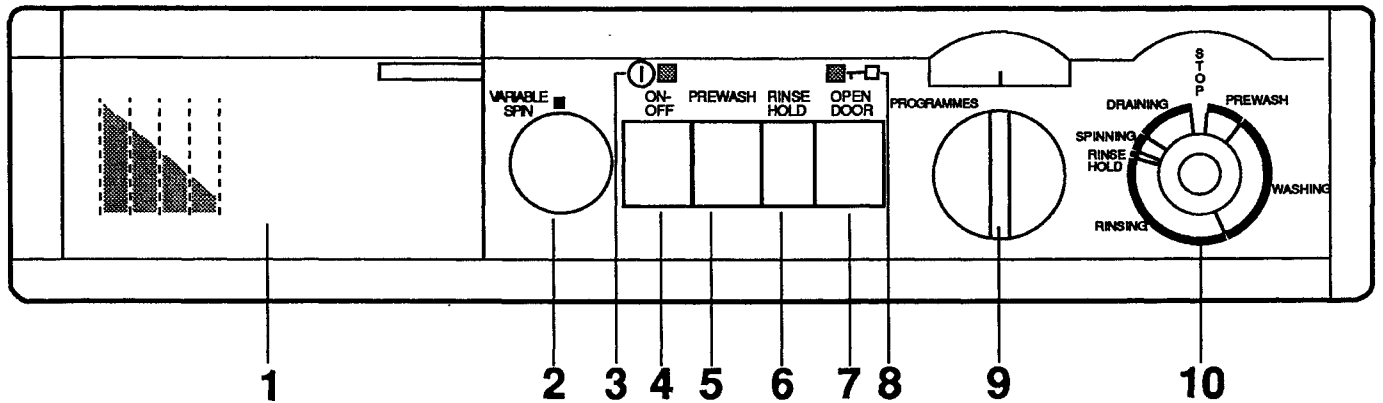 VARIABLE
SPIN
ON-
OFF
PREWASH
RINSE
HOLD
OPEN
DOOR
PROGRAMMES
STOP
DRAINING
PREWASH
SPINNING
RINSE
HOLD
WASHING
RINSING
1
2
3
4
5
6
7
8
9
10